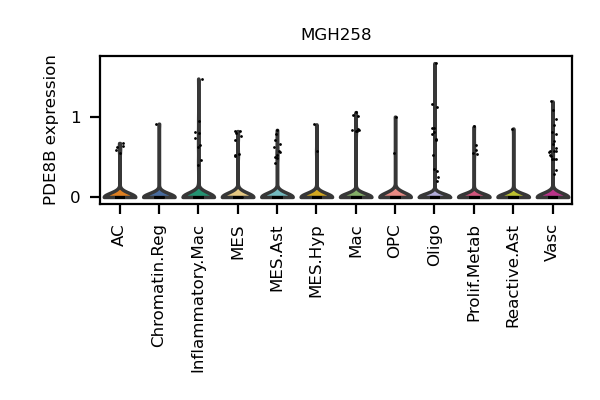 MGH258
PDE8B expression
1
0
AC
Chromatin.Reg
Inflammatory.Mac
MES
MES.Ast
MES.Hyp
Mac
OPC
Oligo
Prolif.Metab
Reactive.Ast
Vasc